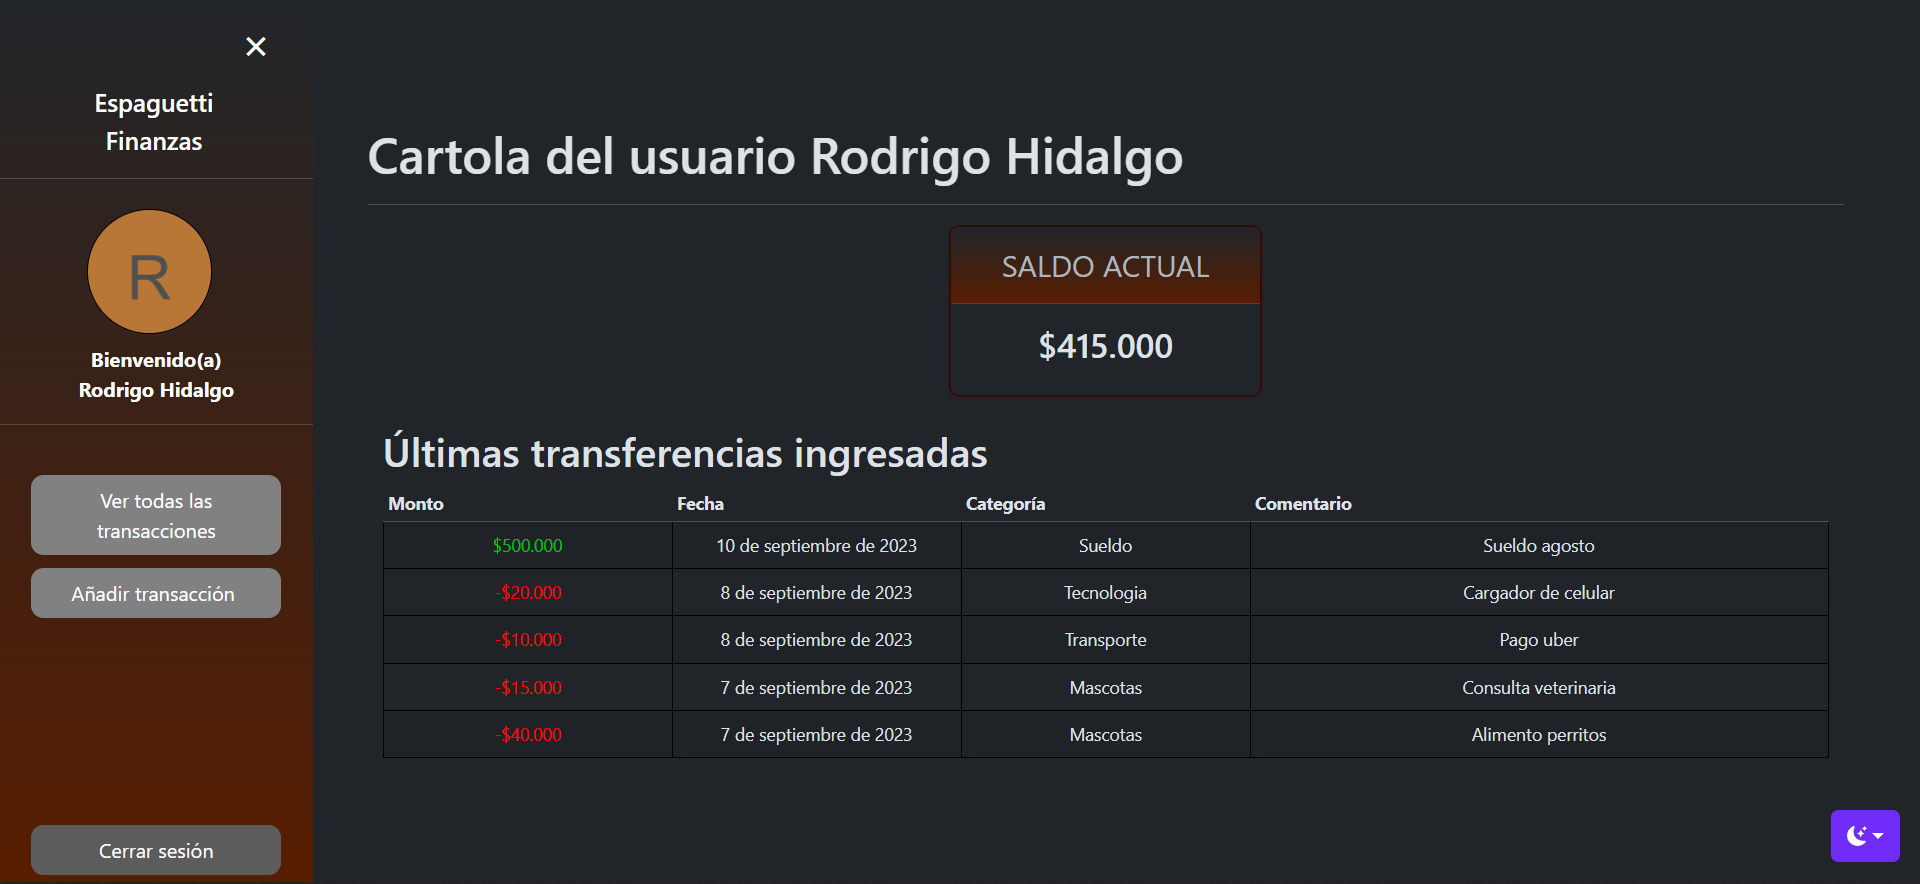 Espaguetti
Finanzas
R
Bienvenido(a)
Rodrigo Hidalgo
Ver todas las
transacciones
Añadir transacción
Cerrar sesión
Cartola del usuario Rodrigo Hidalgo
SALDO ACTUAL
$415.000
Últimas transferencias ingresadas
Monto Fecha Categoría Comentario
$500.000 10 de septiembre de 2023 Sueldo Sueldo agosto
-$20.000 8 de septiembre de 2023 Tecnologia Cargador de celular
-$10.000 8 de septiembre de 2023 Transporte Pago uber
-$15.000 7 de septiembre de 2023 Mascotas Consulta veterinaria
-$40.000 7 de septiembre de 2023 Mascotas Alimento perritos